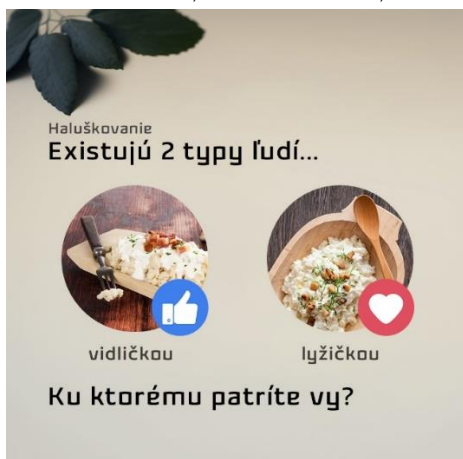 Haluškovanie
Existujú 2 typy ľudí...
vidličkou
lyžičkou
Ku ktorému patríte vy?